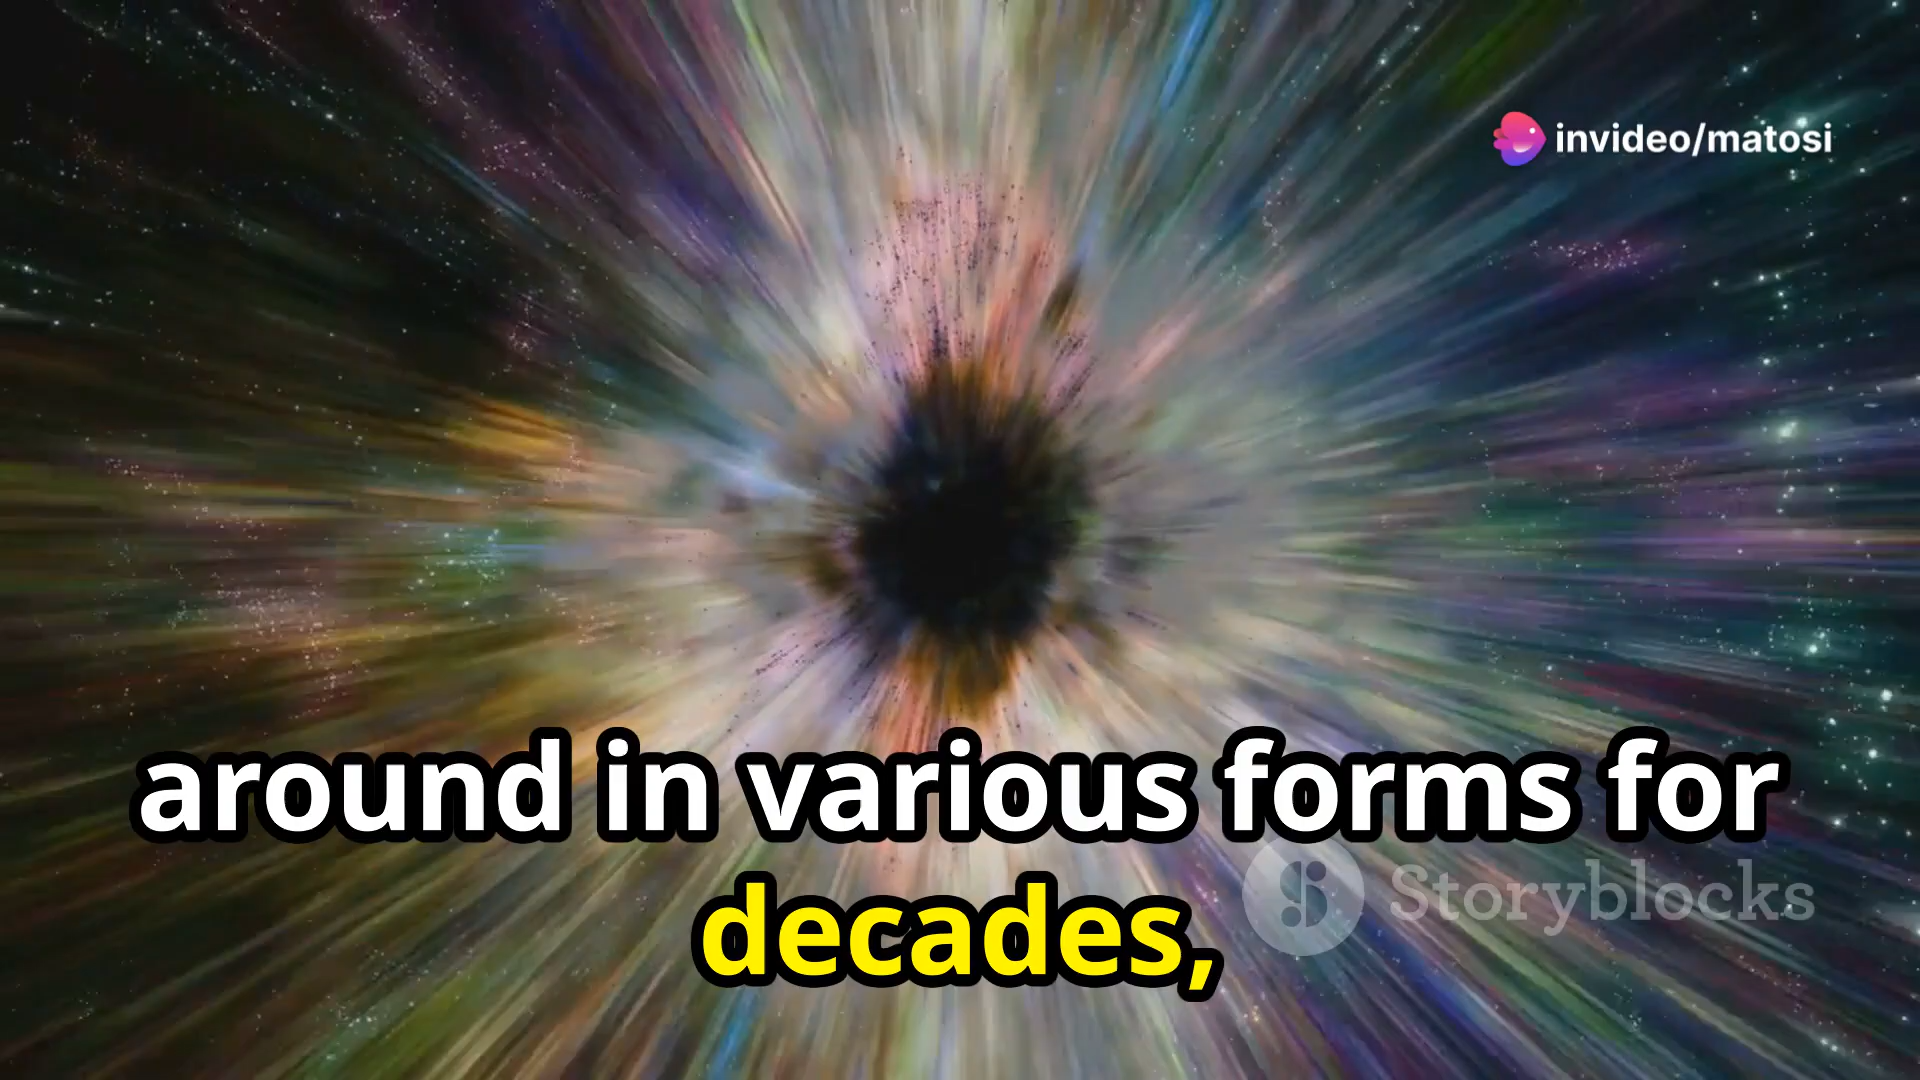 invideo/matosi
around in various forms for
decades,
Storyblocks